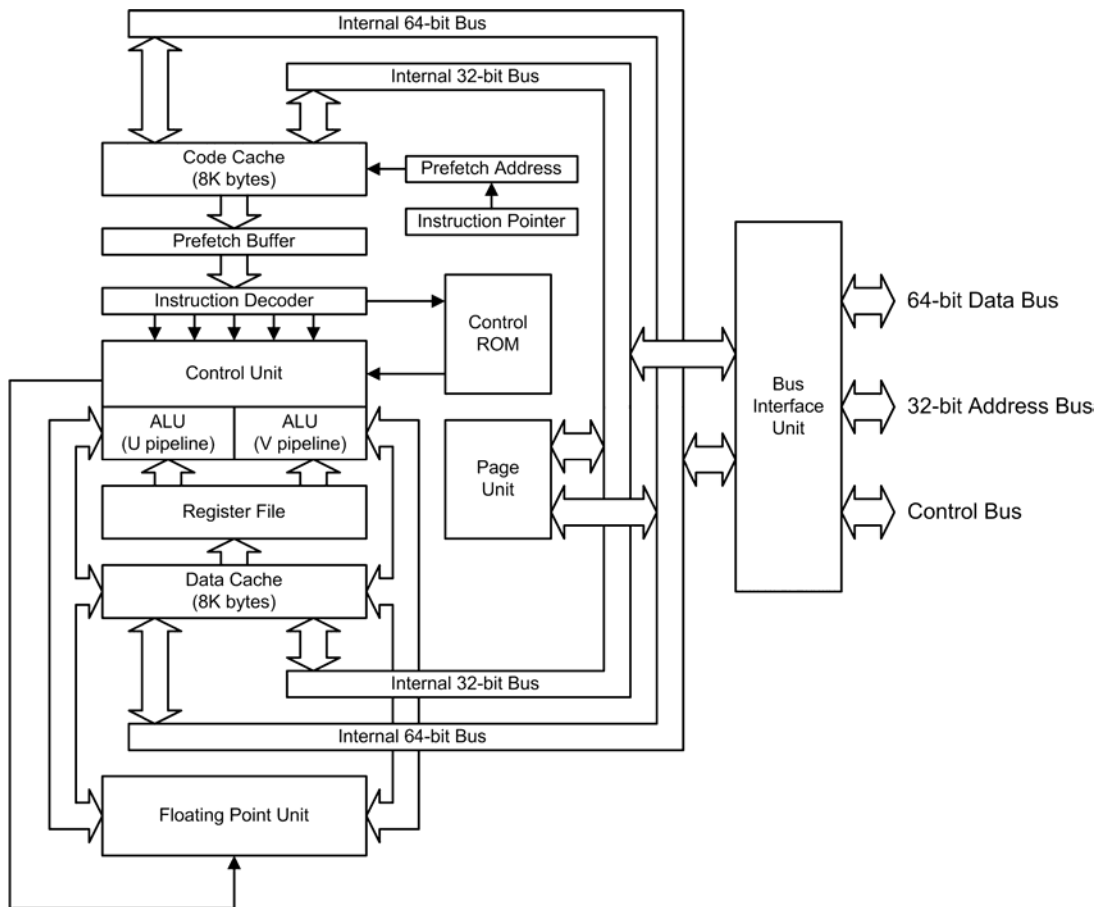 Internal 64-bit Bus
Internal 32-bit Bus
Code Cache
(8K bytes)
Prefetch Address
Instruction Pointer
Prefetch Buffer
Instruction Decoder
Control
ROM
Control Unit
ALU
(U pipeline)
ALU
(V pipeline)
Page
Unit
Register File
Data Cache
(8K bytes)
Internal 32-bit Bus
Internal 64-bit Bus
Floating Point Unit
Bus
Interface
Unit
64-bit Data Bus
32-bit Address Bus
Control Bus